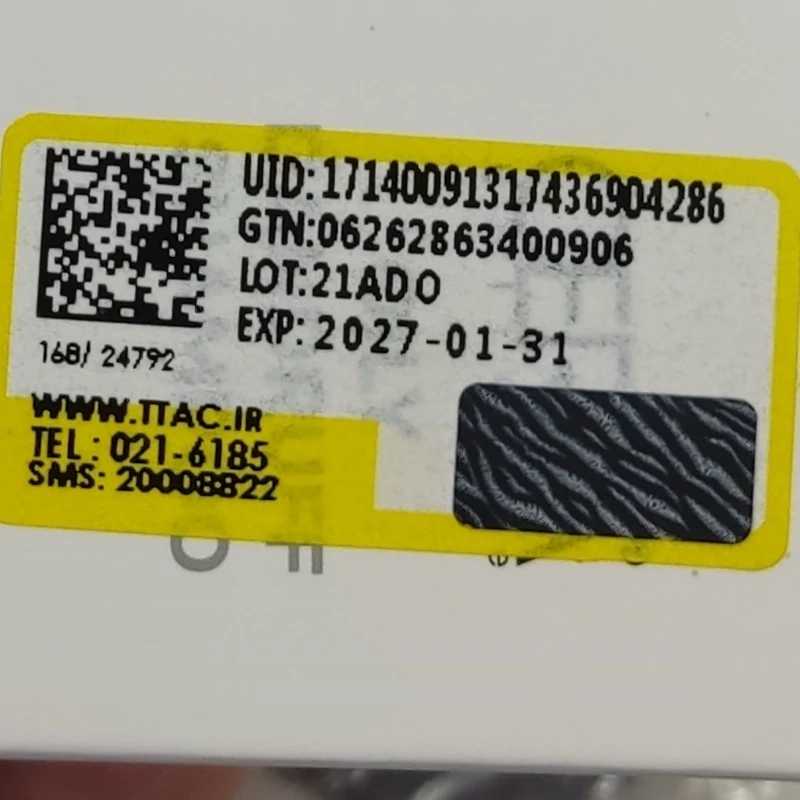 UID:17140091317436904286
GTN:06262863400906
LOT:21ADO
EXP:2027-01-31
168/ 24792
WWW.TTAC.IR
TEL : 021-6185
SMS: 20008822